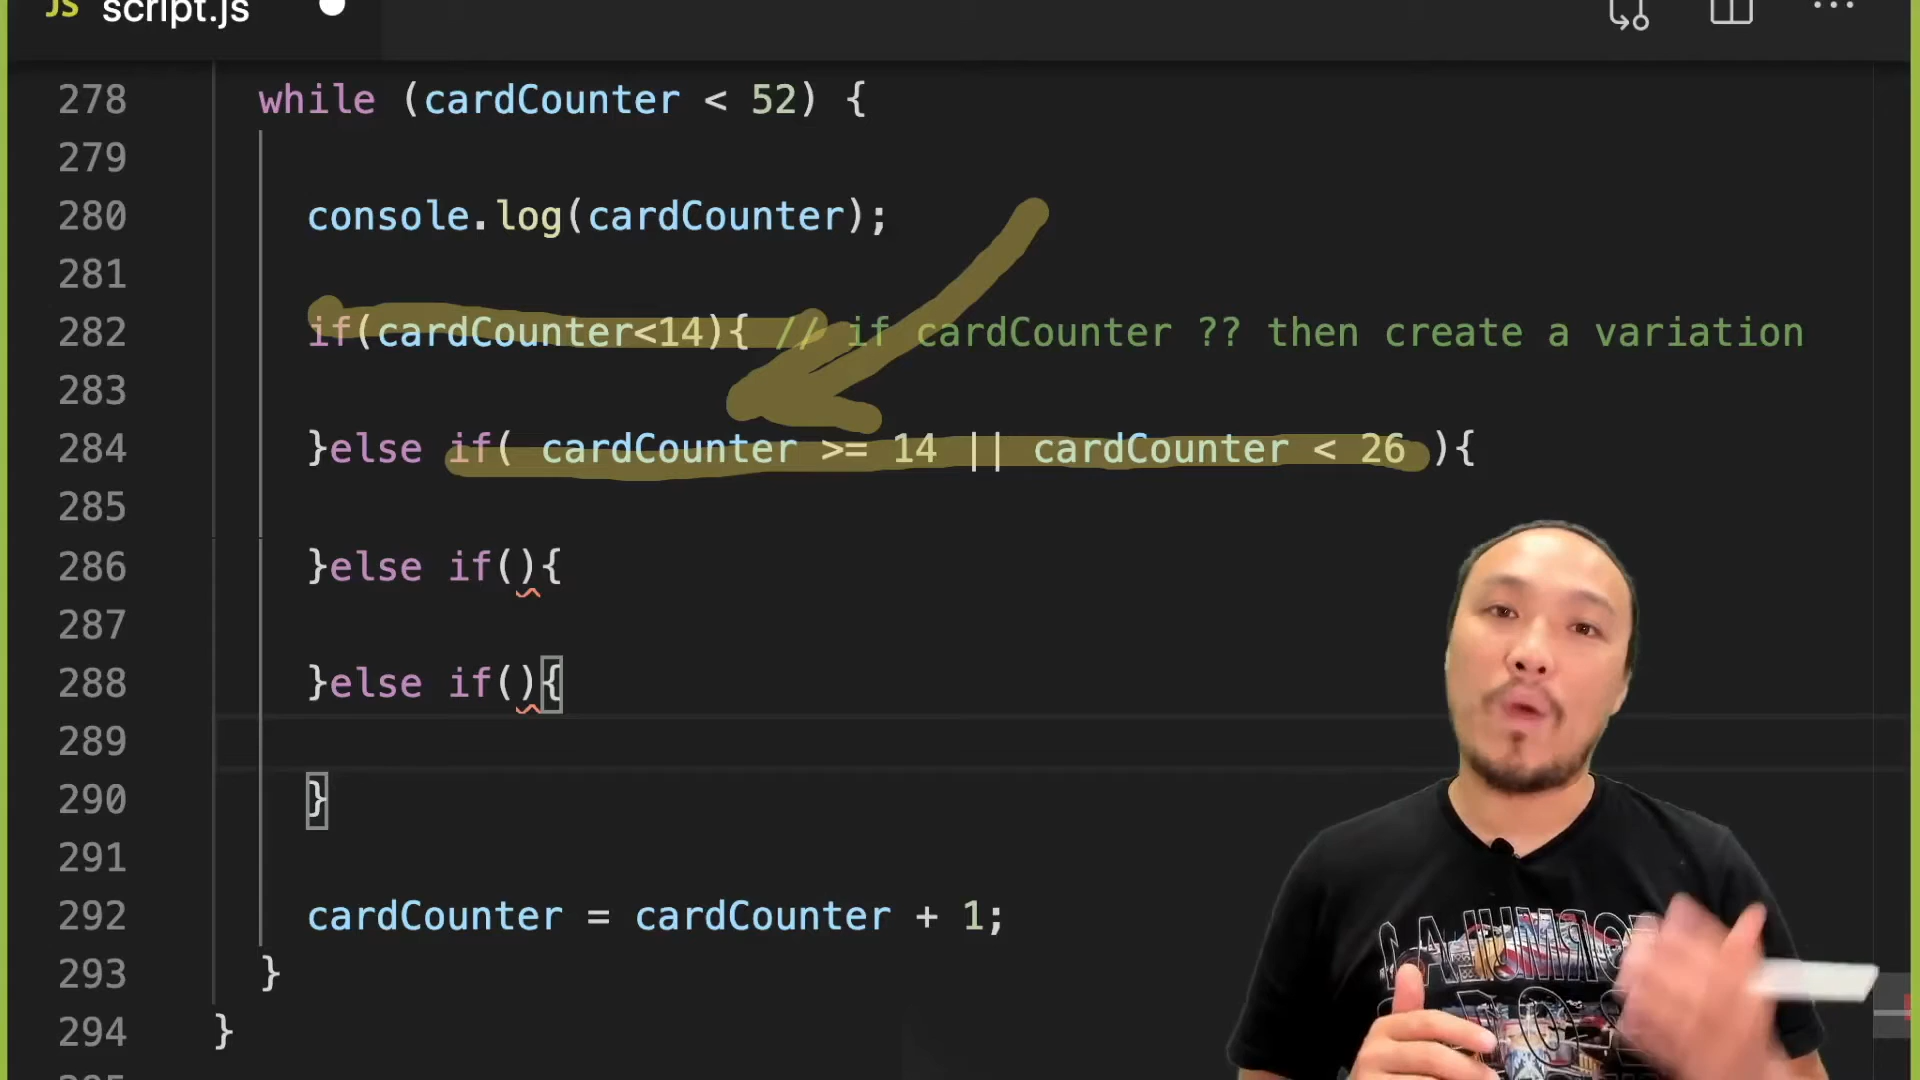 JS script.js
278 while (cardCounter < 52) {
279
280 console.log(cardCounter);
281
282 if(cardCounter<14){ // if cardCounter ?? then create a variation
283
284 }else if( cardCounter >= 14 || cardCounter < 26 ){
285
286 }else if(){
287
288 }else if(){
289
290 }
291
292 cardCounter = cardCounter + 1;
293 }
294 }